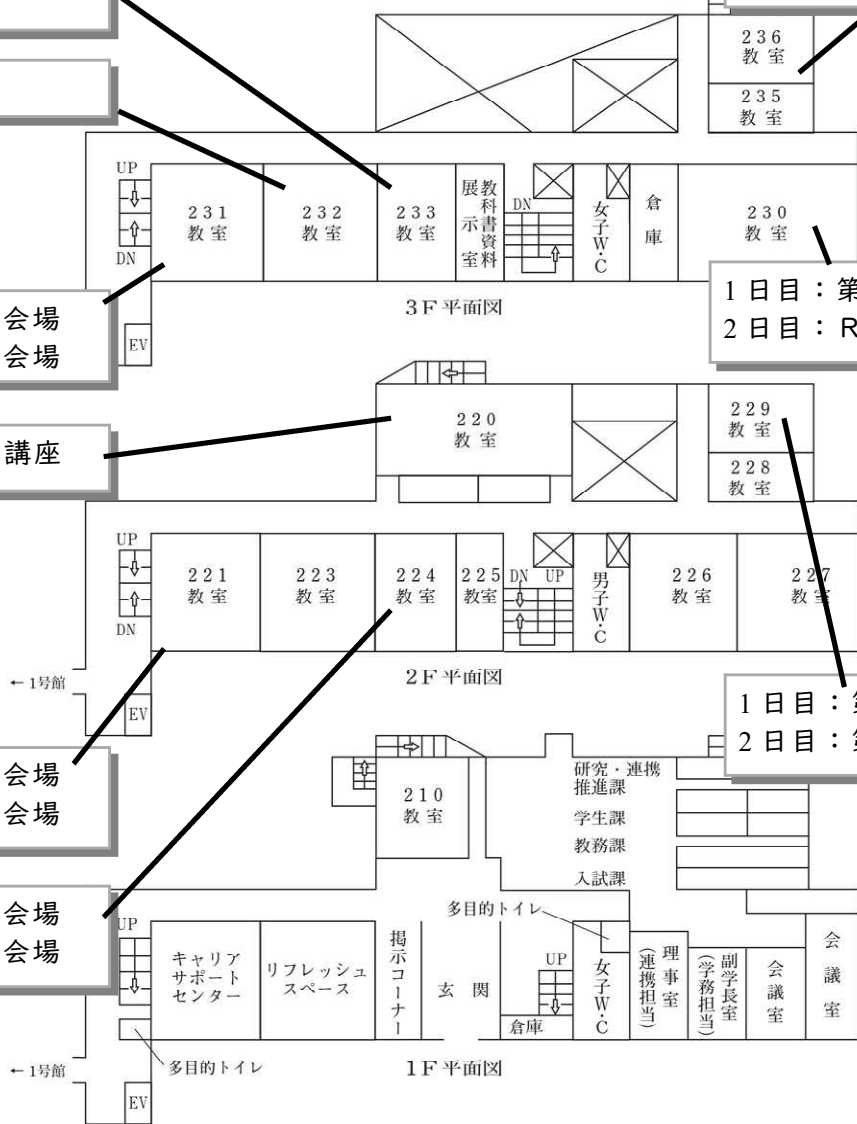 236
教室
235
教室
UP
DN
231
教室
232
教室
233
教室
教科書資料
展示室
DN
女子W・C
倉庫
230
教室
3F平面図
会場
会場
EV
1日目：第
2日目：R
講座
220
教室
229
教室
228
教室
UP
DN
221
教室
223
教室
224
教室
225
教室
DN UP
男子W・C
226
教室
227
教室
2F平面図
←1号館
EV
1日目：第
2日目：第
会場
会場
210
教室
研究・連携
推進課
学生課
教務課
入試課
会場
会場
多目的トイレ
UP
キャリア
サポート
センター
リフレッシュ
スペース
掲示コーナー
玄関
UP
倉庫
女子W・C
理事室
(連携担当)
副学長室
(学務担当)
会議室
会議室
←1号館
多目的トイレ
1F平面図
EV